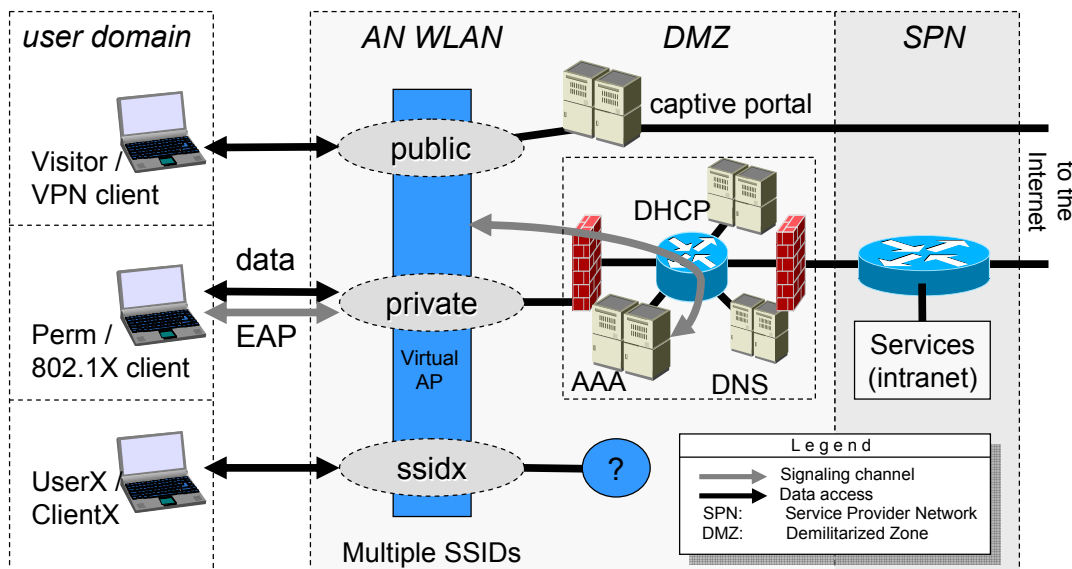 user domain
AN WLAN
DMZ
SPN
captive portal
public
Visitor /
VPN client
to the
Internet
DHCP
data
private
EAP
Perm /
802.1X client
Virtual
AP
AAA
DNS
Services
(intranet)
ssidx
?
UserX /
ClientX
Multiple SSIDs
Legend
Signaling channel
Data access
SPN: Service Provider Network
DMZ: Demilitarized Zone